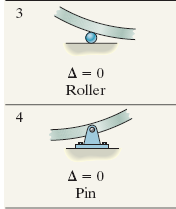 3
Δ = 0
Roller
4
Δ = 0
Pin